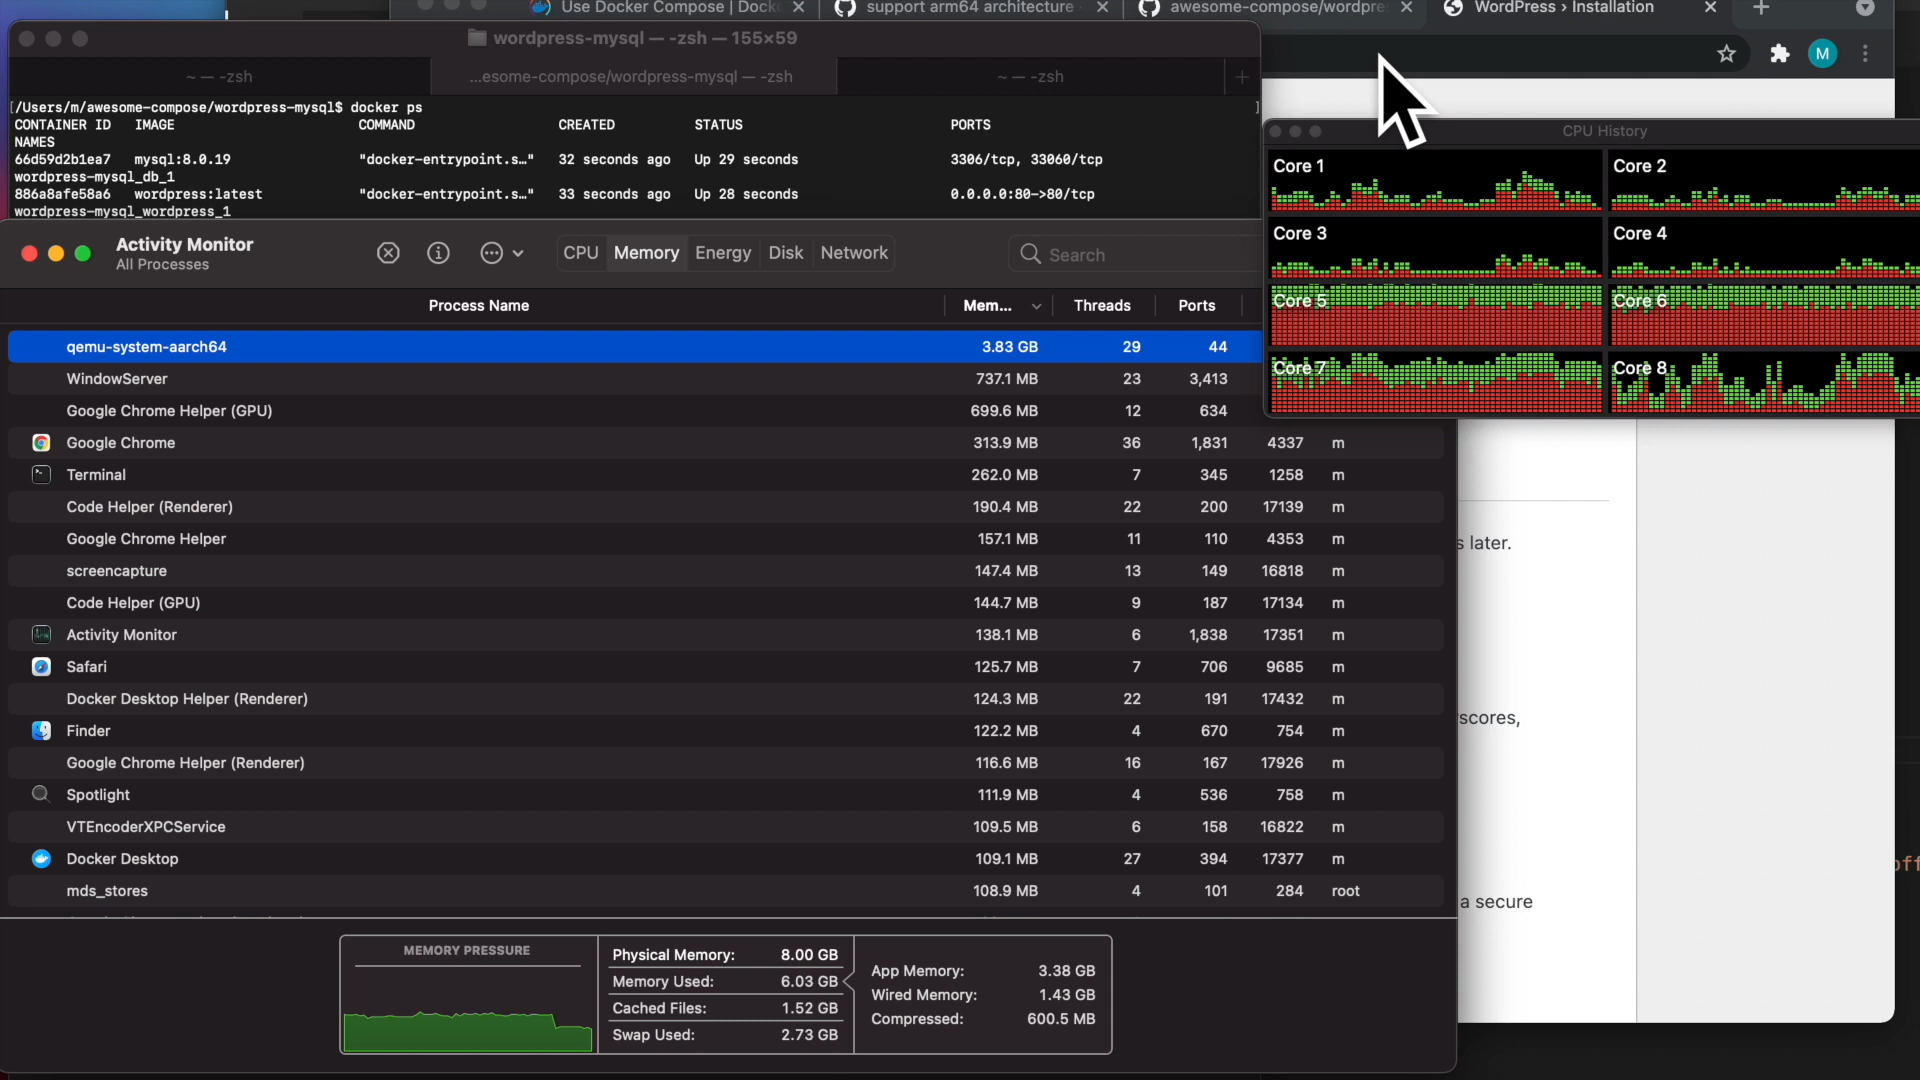 Use Docker Compose | Dock
support arm64 architecture
awesome-compose/wordpre
WordPress › Installation
M
wordpress-mysql — -zsh — 155×59
~ — -zsh
...esome-compose/wordpress-mysql — -zsh
~ — -zsh
[/Users/m/awesome-compose/wordpress-mysql$ docker ps ]
CONTAINER ID IMAGE COMMAND CREATED STATUS PORTS
NAMES
66d59d2b1ea7 mysql:8.0.19 "docker-entrypoint.s…" 32 seconds ago Up 29 seconds 3306/tcp, 33060/tcp
wordpress-mysql_db_1
886a8afe58a6 wordpress:latest "docker-entrypoint.s…" 33 seconds ago Up 28 seconds 0.0.0.0:80->80/tcp
wordpress-mysql_wordpress_1
CPU History
Core 1
Core 2
Core 3
Core 4
Core 5
Core 6
Core 7
Core 8
Activity Monitor
All Processes
CPU Memory Energy Disk Network
Search
Process Name Mem... Threads Ports
qemu-system-aarch64 3.83 GB 29 44
WindowServer 737.1 MB 23 3,413
Google Chrome Helper (GPU) 699.6 MB 12 634
Google Chrome 313.9 MB 36 1,831 4337 m
Terminal 262.0 MB 7 345 1258 m
Code Helper (Renderer) 190.4 MB 22 200 17139 m
Google Chrome Helper 157.1 MB 11 110 4353 m
screencapture 147.4 MB 13 149 16818 m
Code Helper (GPU) 144.7 MB 9 187 17134 m
Activity Monitor 138.1 MB 6 1,838 17351 m
Safari 125.7 MB 7 706 9685 m
Docker Desktop Helper (Renderer) 124.3 MB 22 191 17432 m
Finder 122.2 MB 4 670 754 m
Google Chrome Helper (Renderer) 116.6 MB 16 167 17926 m
Spotlight 111.9 MB 4 536 758 m
VTEncoderXPCService 109.5 MB 6 158 16822 m
Docker Desktop 109.1 MB 27 394 17377 m
mds_stores 108.9 MB 4 101 284 root
s later.
scores,
off
a secure
MEMORY PRESSURE
Physical Memory: 8.00 GB
Memory Used: 6.03 GB
Cached Files: 1.52 GB
Swap Used: 2.73 GB
App Memory: 3.38 GB
Wired Memory: 1.43 GB
Compressed: 600.5 MB